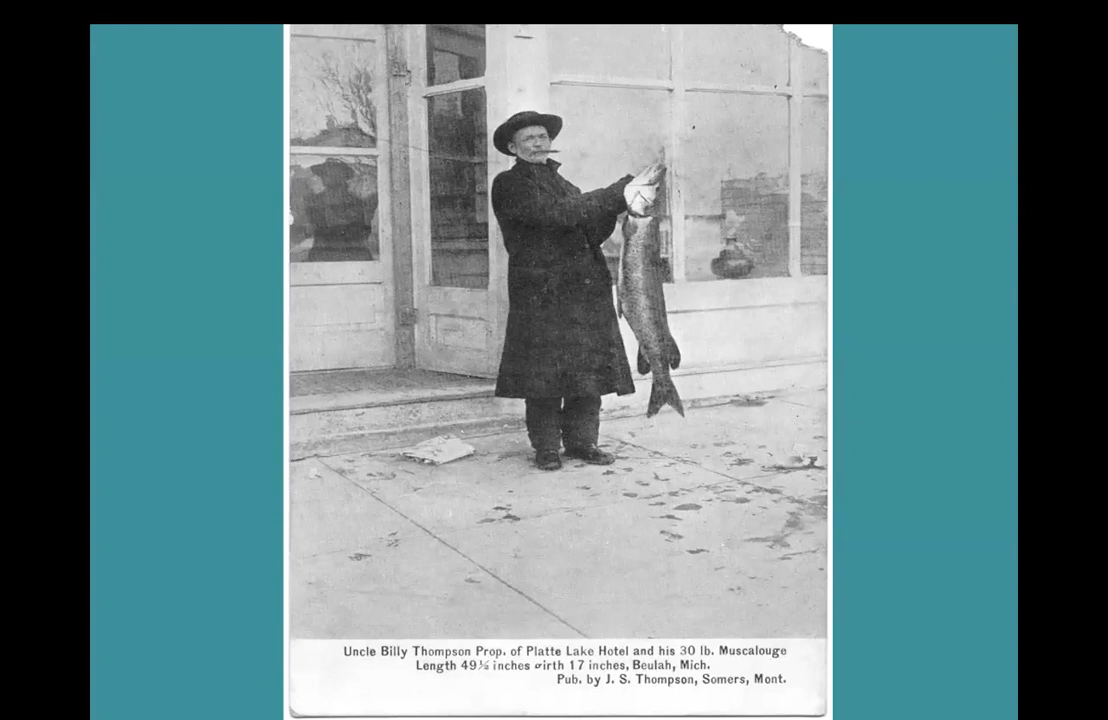 Uncle Billy Thompson Prop. of Platte Lake Hotel and his 30 lb. Muscalouge
Length 49½ inches girth 17 inches, Beulah, Mich.
Pub. by J. S. Thompson, Somers, Mont.